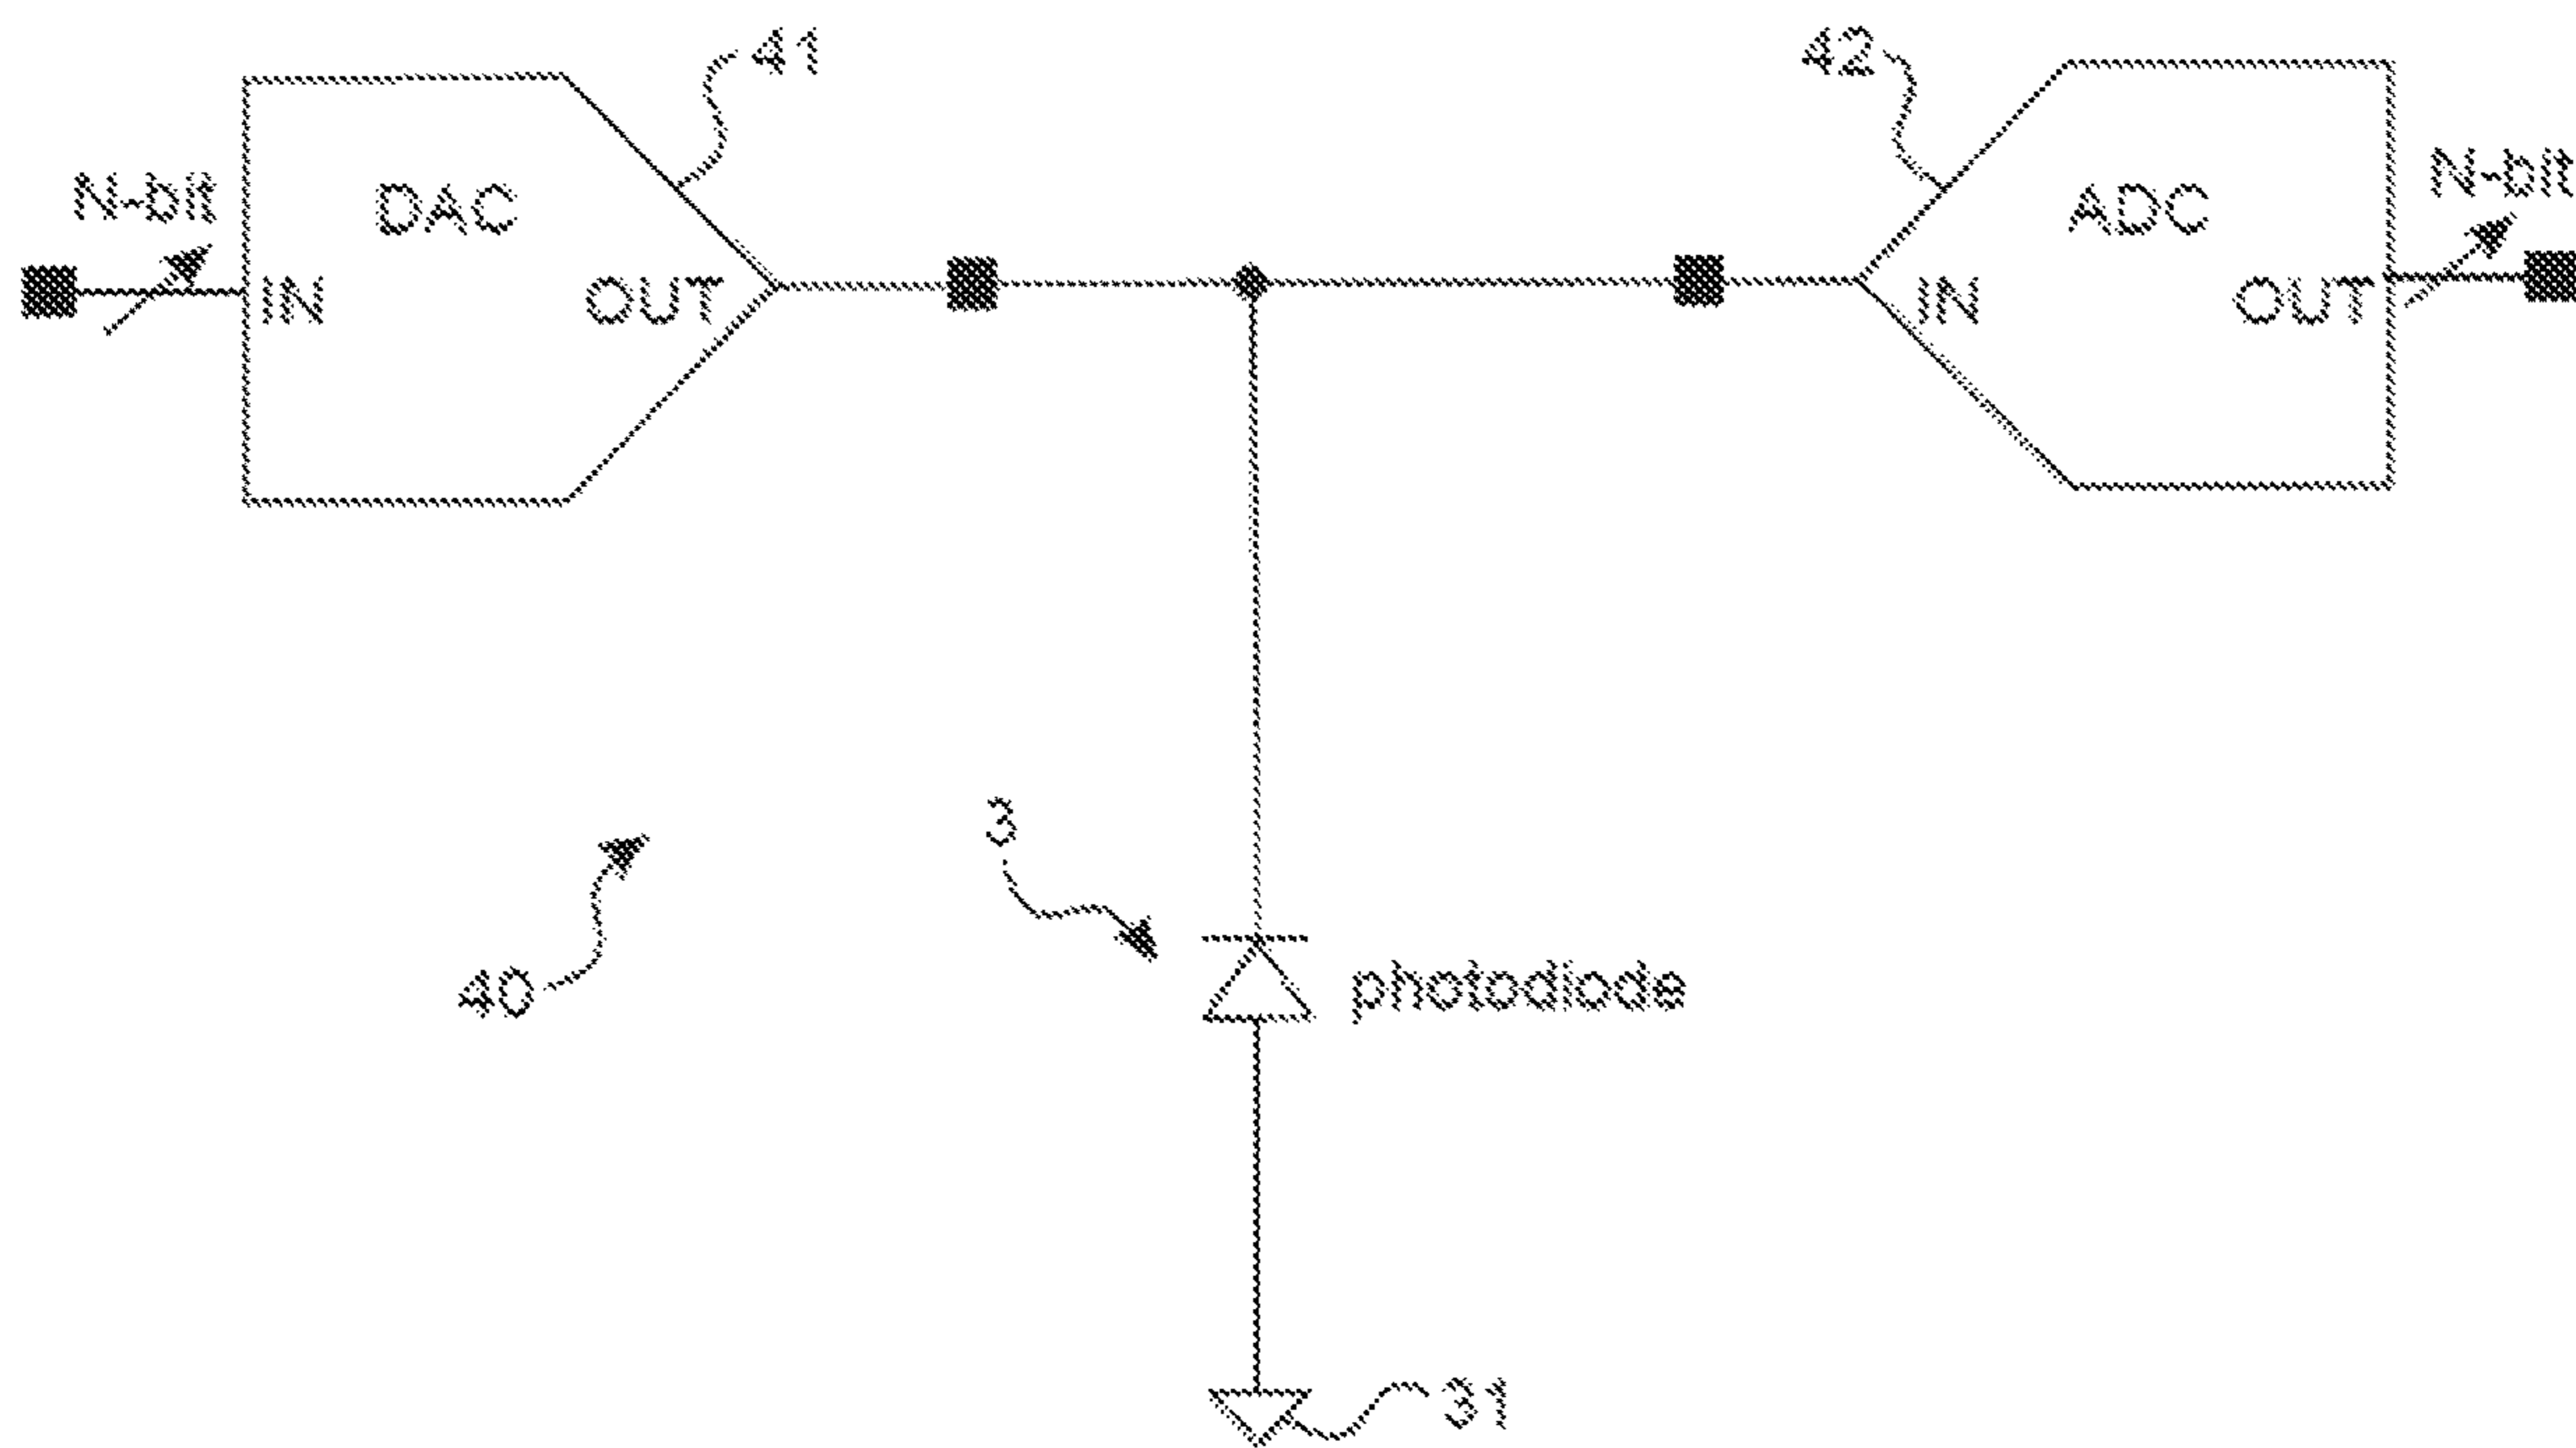 41
42
N-bit
DAC
ADC
N-bit
IN
OUT
IN
OUT
3
40
photodiode
31